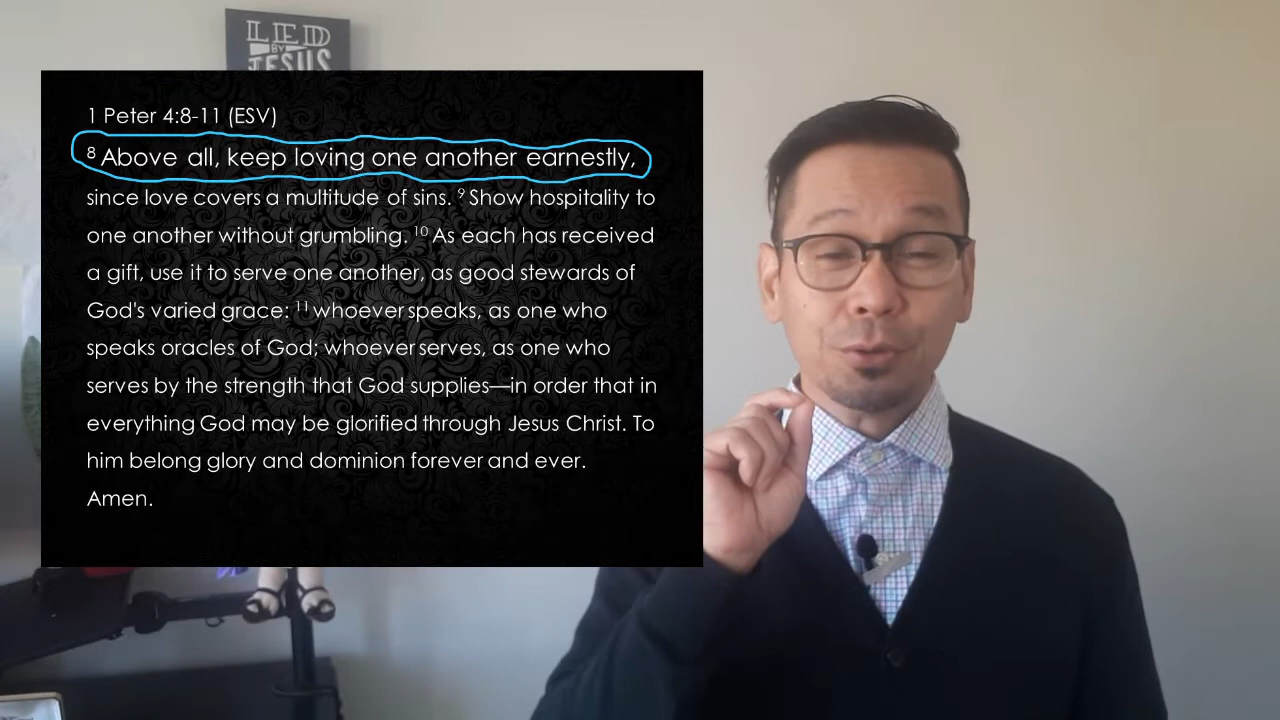 LED
BY
JESUS
1 Peter 4:8-11 (ESV)
8 Above all, keep loving one another earnestly,
since love covers a multitude of sins. 9 Show hospitality to
one another without grumbling. 10 As each has received
a gift, use it to serve one another, as good stewards of
God's varied grace: 11 whoever speaks, as one who
speaks oracles of God; whoever serves, as one who
serves by the strength that God supplies—in order that in
everything God may be glorified through Jesus Christ. To
him belong glory and dominion forever and ever.
Amen.